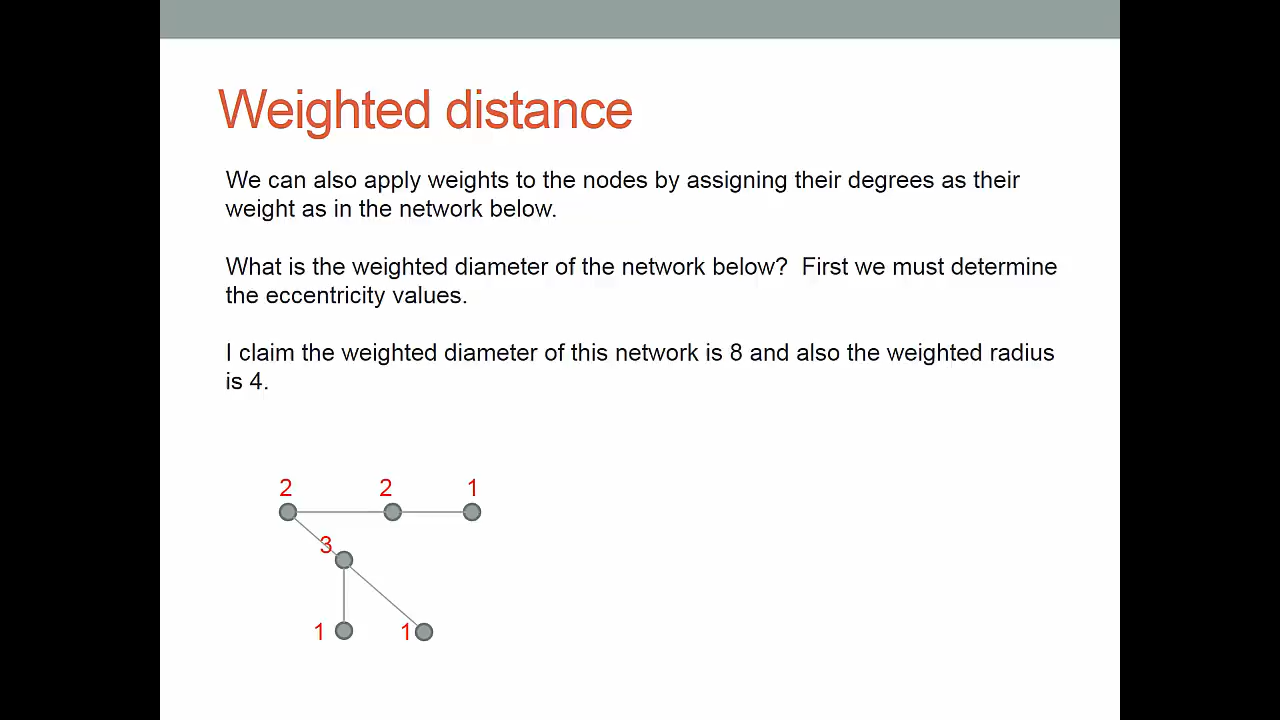 Weighted distance
We can also apply weights to the nodes by assigning their degrees as their
weight as in the network below.
What is the weighted diameter of the network below?  First we must determine
the eccentricity values.
I claim the weighted diameter of this network is 8 and also the weighted radius
is 4.
2 2 1
3
1 1